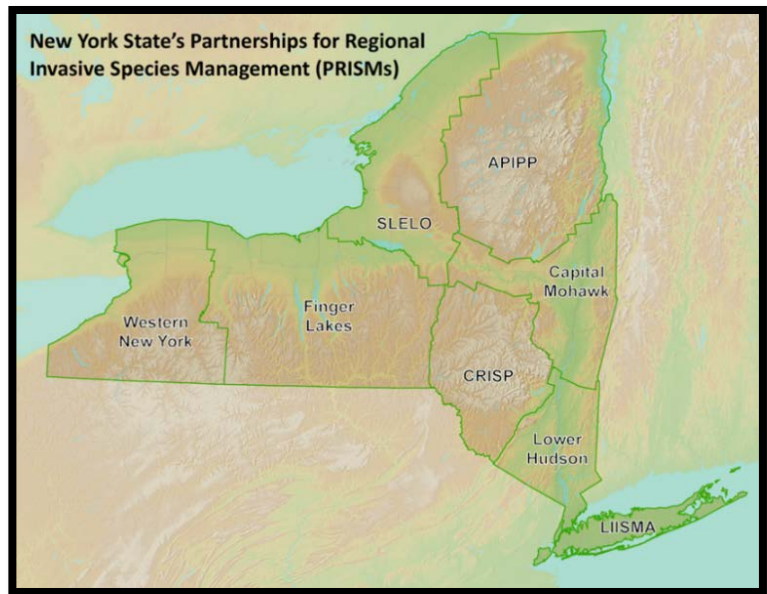 New York State's Partnerships for Regional
Invasive Species Management (PRISMs)
APIPP
SLELO
Capital
Mohawk
Finger
Lakes
Western
New York
CRISP
Lower
Hudson
LIISMA